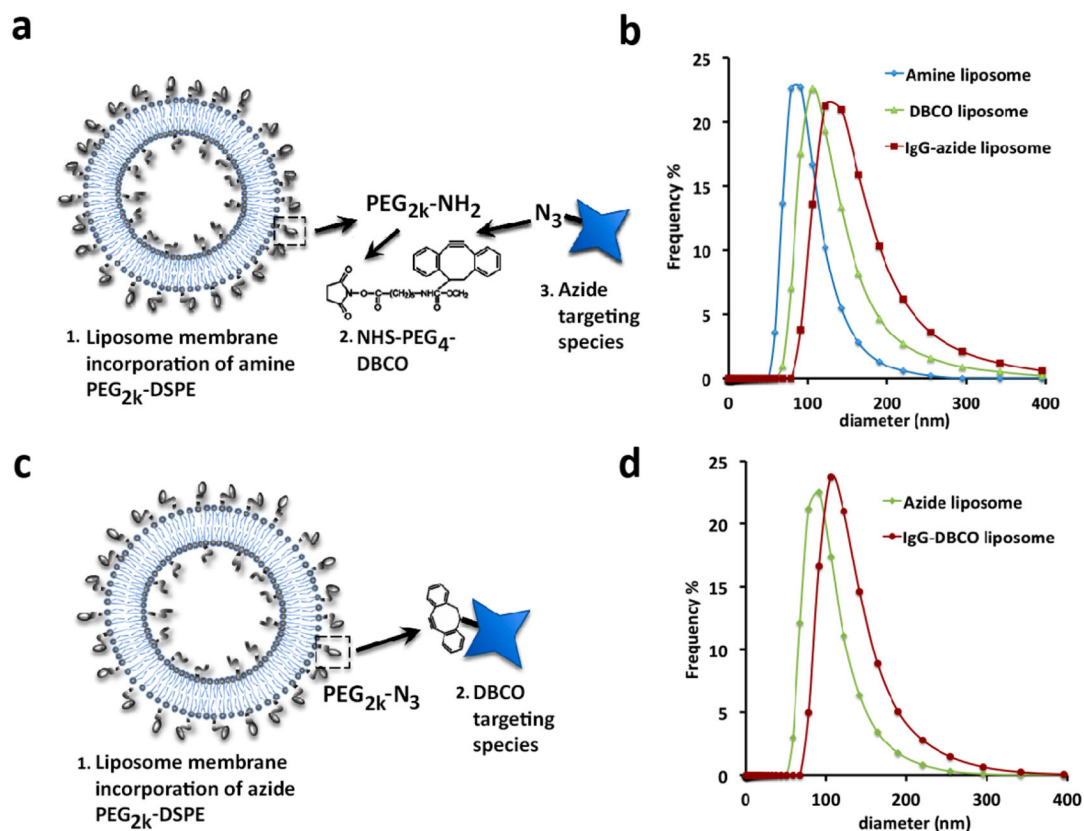 a
PEG2k-NH2
N3
O
N-O-C-(C)5-NHC-OCH2
O
O
O
O
1. Liposome membrane
incorporation of amine
PEG2k-DSPE
2. NHS-PEG4-
DBCO
3. Azide
targeting
species
b
25
20
15
10
5
0
Frequency %
Amine liposome
DBCO liposome
IgG-azide liposome
0
100
200
300
400
diameter (nm)
c
PEG2k-N3
2. DBCO
targeting
species
1. Liposome membrane
incorporation of azide
PEG2k-DSPE
d
25
20
15
10
5
0
Frequency %
Azide liposome
IgG-DBCO liposome
0
100
200
300
400
diameter (nm)